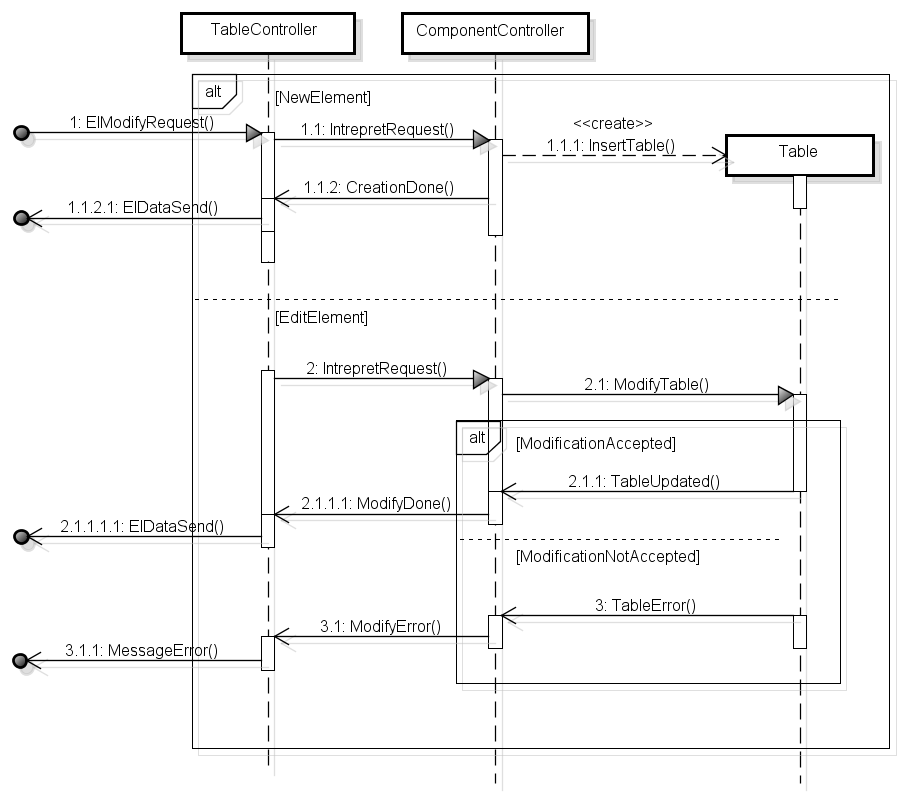 TableController
ComponentController
alt
[NewElement]
1: ElModifyRequest()
1.1: IntrepretRequest()
<<create>>
1.1.1: InsertTable()
Table
1.1.2: CreationDone()
1.1.2.1: ElDataSend()
[EditElement]
2: IntrepretRequest()
2.1: ModifyTable()
alt
[ModificationAccepted]
2.1.1: TableUpdated()
2.1.1.1: ModifyDone()
2.1.1.1.1: ElDataSend()
[ModificationNotAccepted]
3: TableError()
3.1: ModifyError()
3.1.1: MessageError()